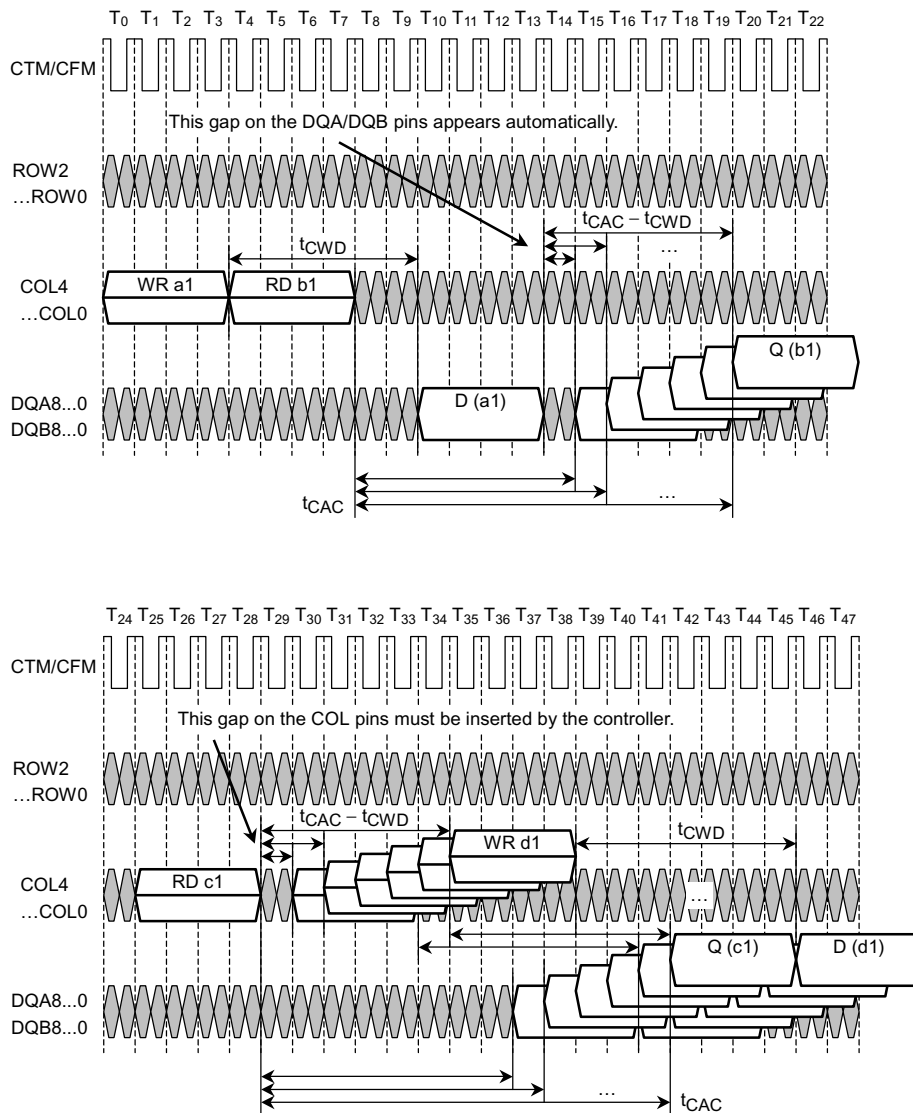 T0 T1 T2 T3 T4 T5 T6 T7 T8 T9 T10 T11 T12 T13 T14 T15 T16 T17 T18 T19 T20 T21 T22
CTM/CFM
This gap on the DQA/DQB pins appears automatically.
ROW2
…ROW0
tCAC − tCWD
tCWD
…
COL4
…COL0
WR a1
RD b1
Q (b1)
DQA8...0
DQB8...0
D (a1)
tCAC
…
T24 T25 T26 T27 T28 T29 T30 T31 T32 T33 T34 T35 T36 T37 T38 T39 T40 T41 T42 T43 T44 T45 T46 T47
CTM/CFM
This gap on the COL pins must be inserted by the controller.
ROW2
…ROW0
tCAC − tCWD
WR d1
tCWD
COL4
…COL0
RD c1
…
Q (c1)
D (d1)
DQA8...0
DQB8...0
…
tCAC